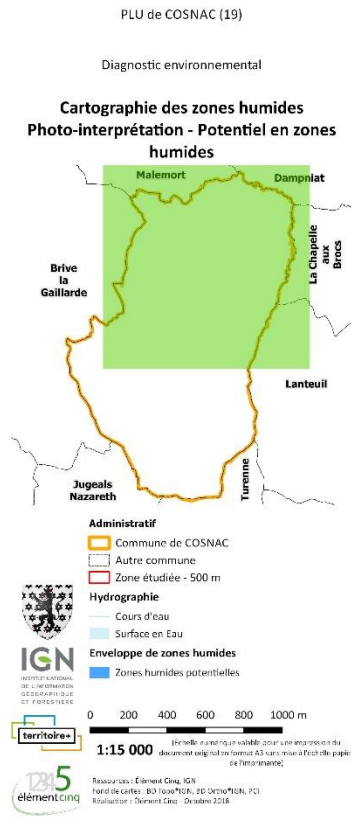 PLU de COSNAC (19)
Diagnostic environnemental
Cartographie des zones humides
Photo-interprétation - Potentiel en zones
humides
Malemort
Dampniat
La Chapelle
aux
Brocs
Brive
la
Gaillarde
Lanteuil
Jugeals
Nazareth
Turenne
Administratif
Commune de COSNAC
Autre commune
Zone étudiée - 500 m
Hydrographie
Cours d'eau
Surface en Eau
Enveloppe de zones humides
Zones humides potentielles
IGN
INSTITUT NATIONAL
DE L'INFORMATION
GÉOGRAPHIQUE
ET FORESTIÈRE
territoire+
0 200 400 600 800 1000 m
1:15 000
(Echelle numérique valable pour une impression du
document original en format A3 sans mise à l'échelle papier
de l'imprimante)
12345
élément cinq
Ressources : Élément Cinq, IGN
Fond de cartes : BD Topo®IGN, BD Ortho®IGN, PCI
Réalisation : Élément Cinq - Octobre 2018